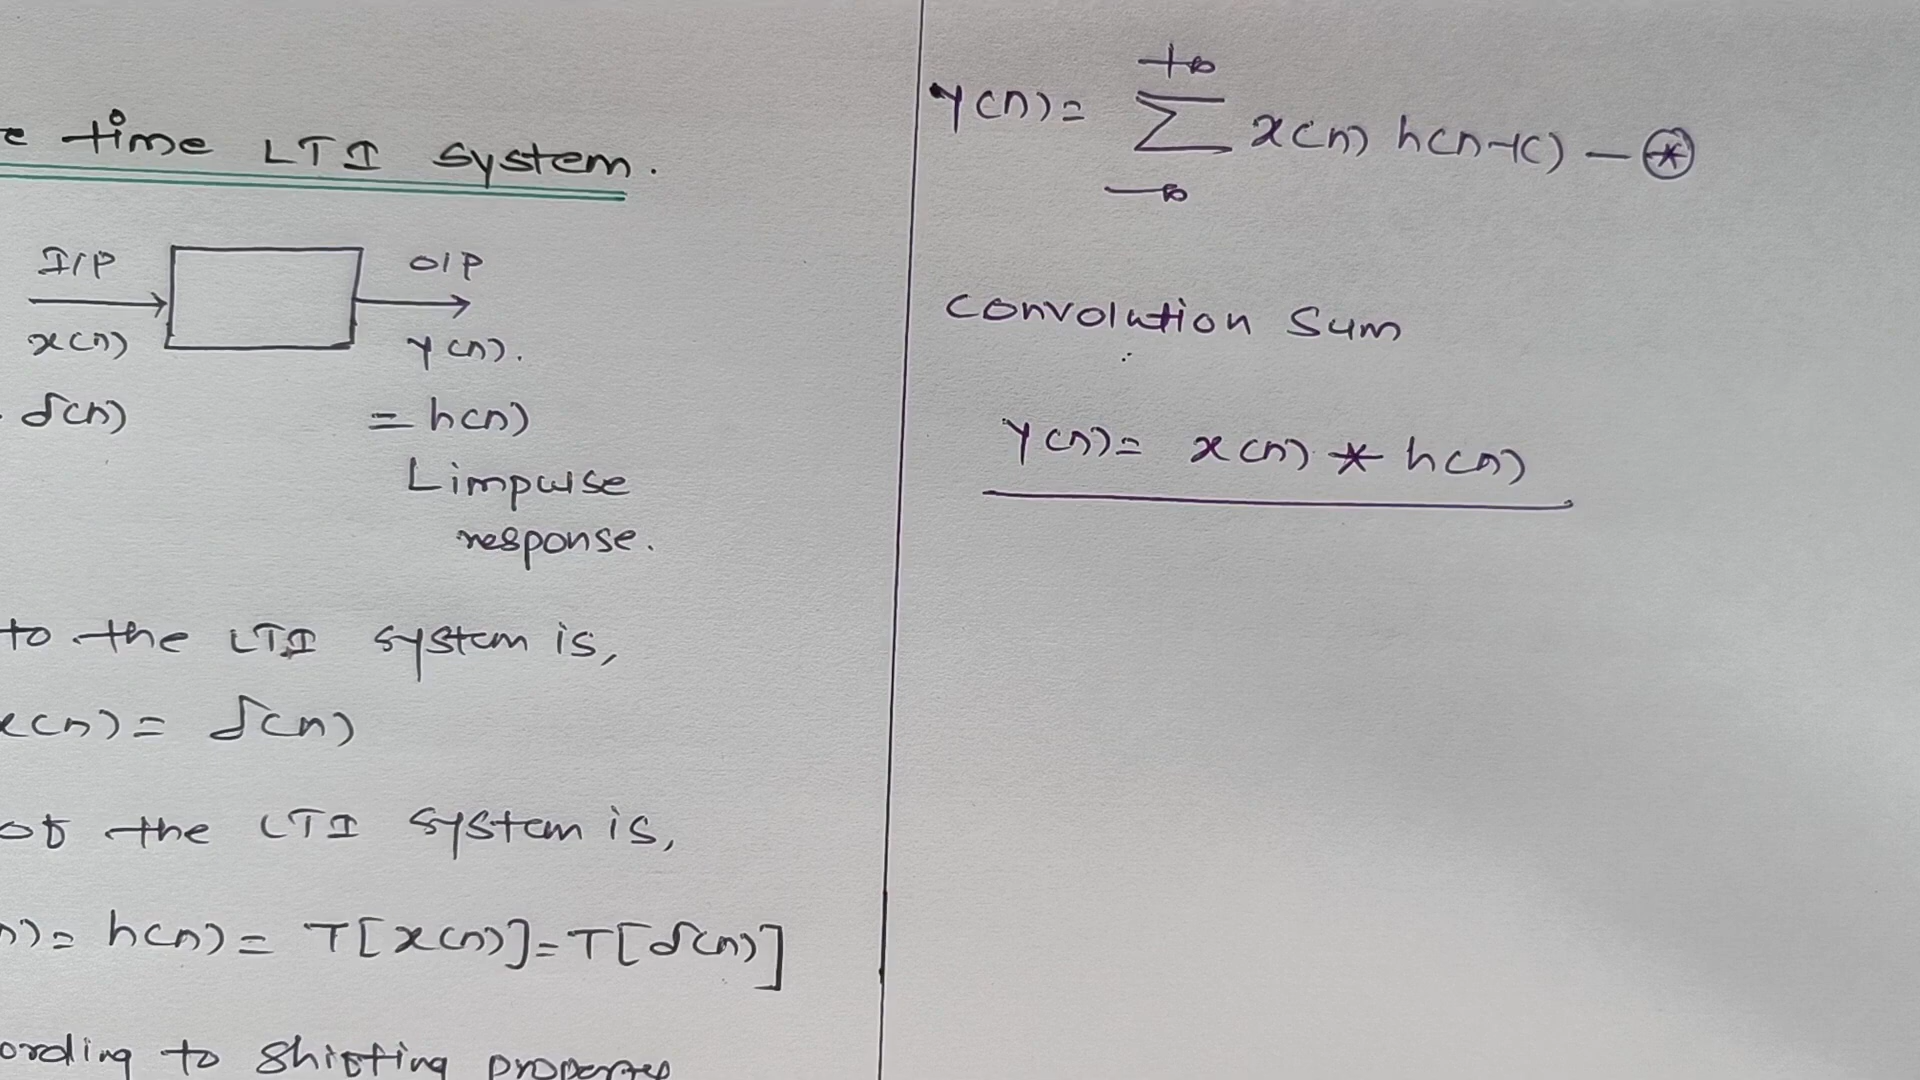 e time LTI system.
I/P O/P
x(n) y(n).
δ(n) = h(n)
impulse
response.
to the LTI system is,
x(n) = δ(n)
of the LTI system is,
n) = h(n) = T[x(n)] = T[δ(n)]
ording to shifting
+∞
y(n) = Σ x(n) h(n-k) — ⊛
-∞
convolution sum
y(n) = x(n) * h(n)